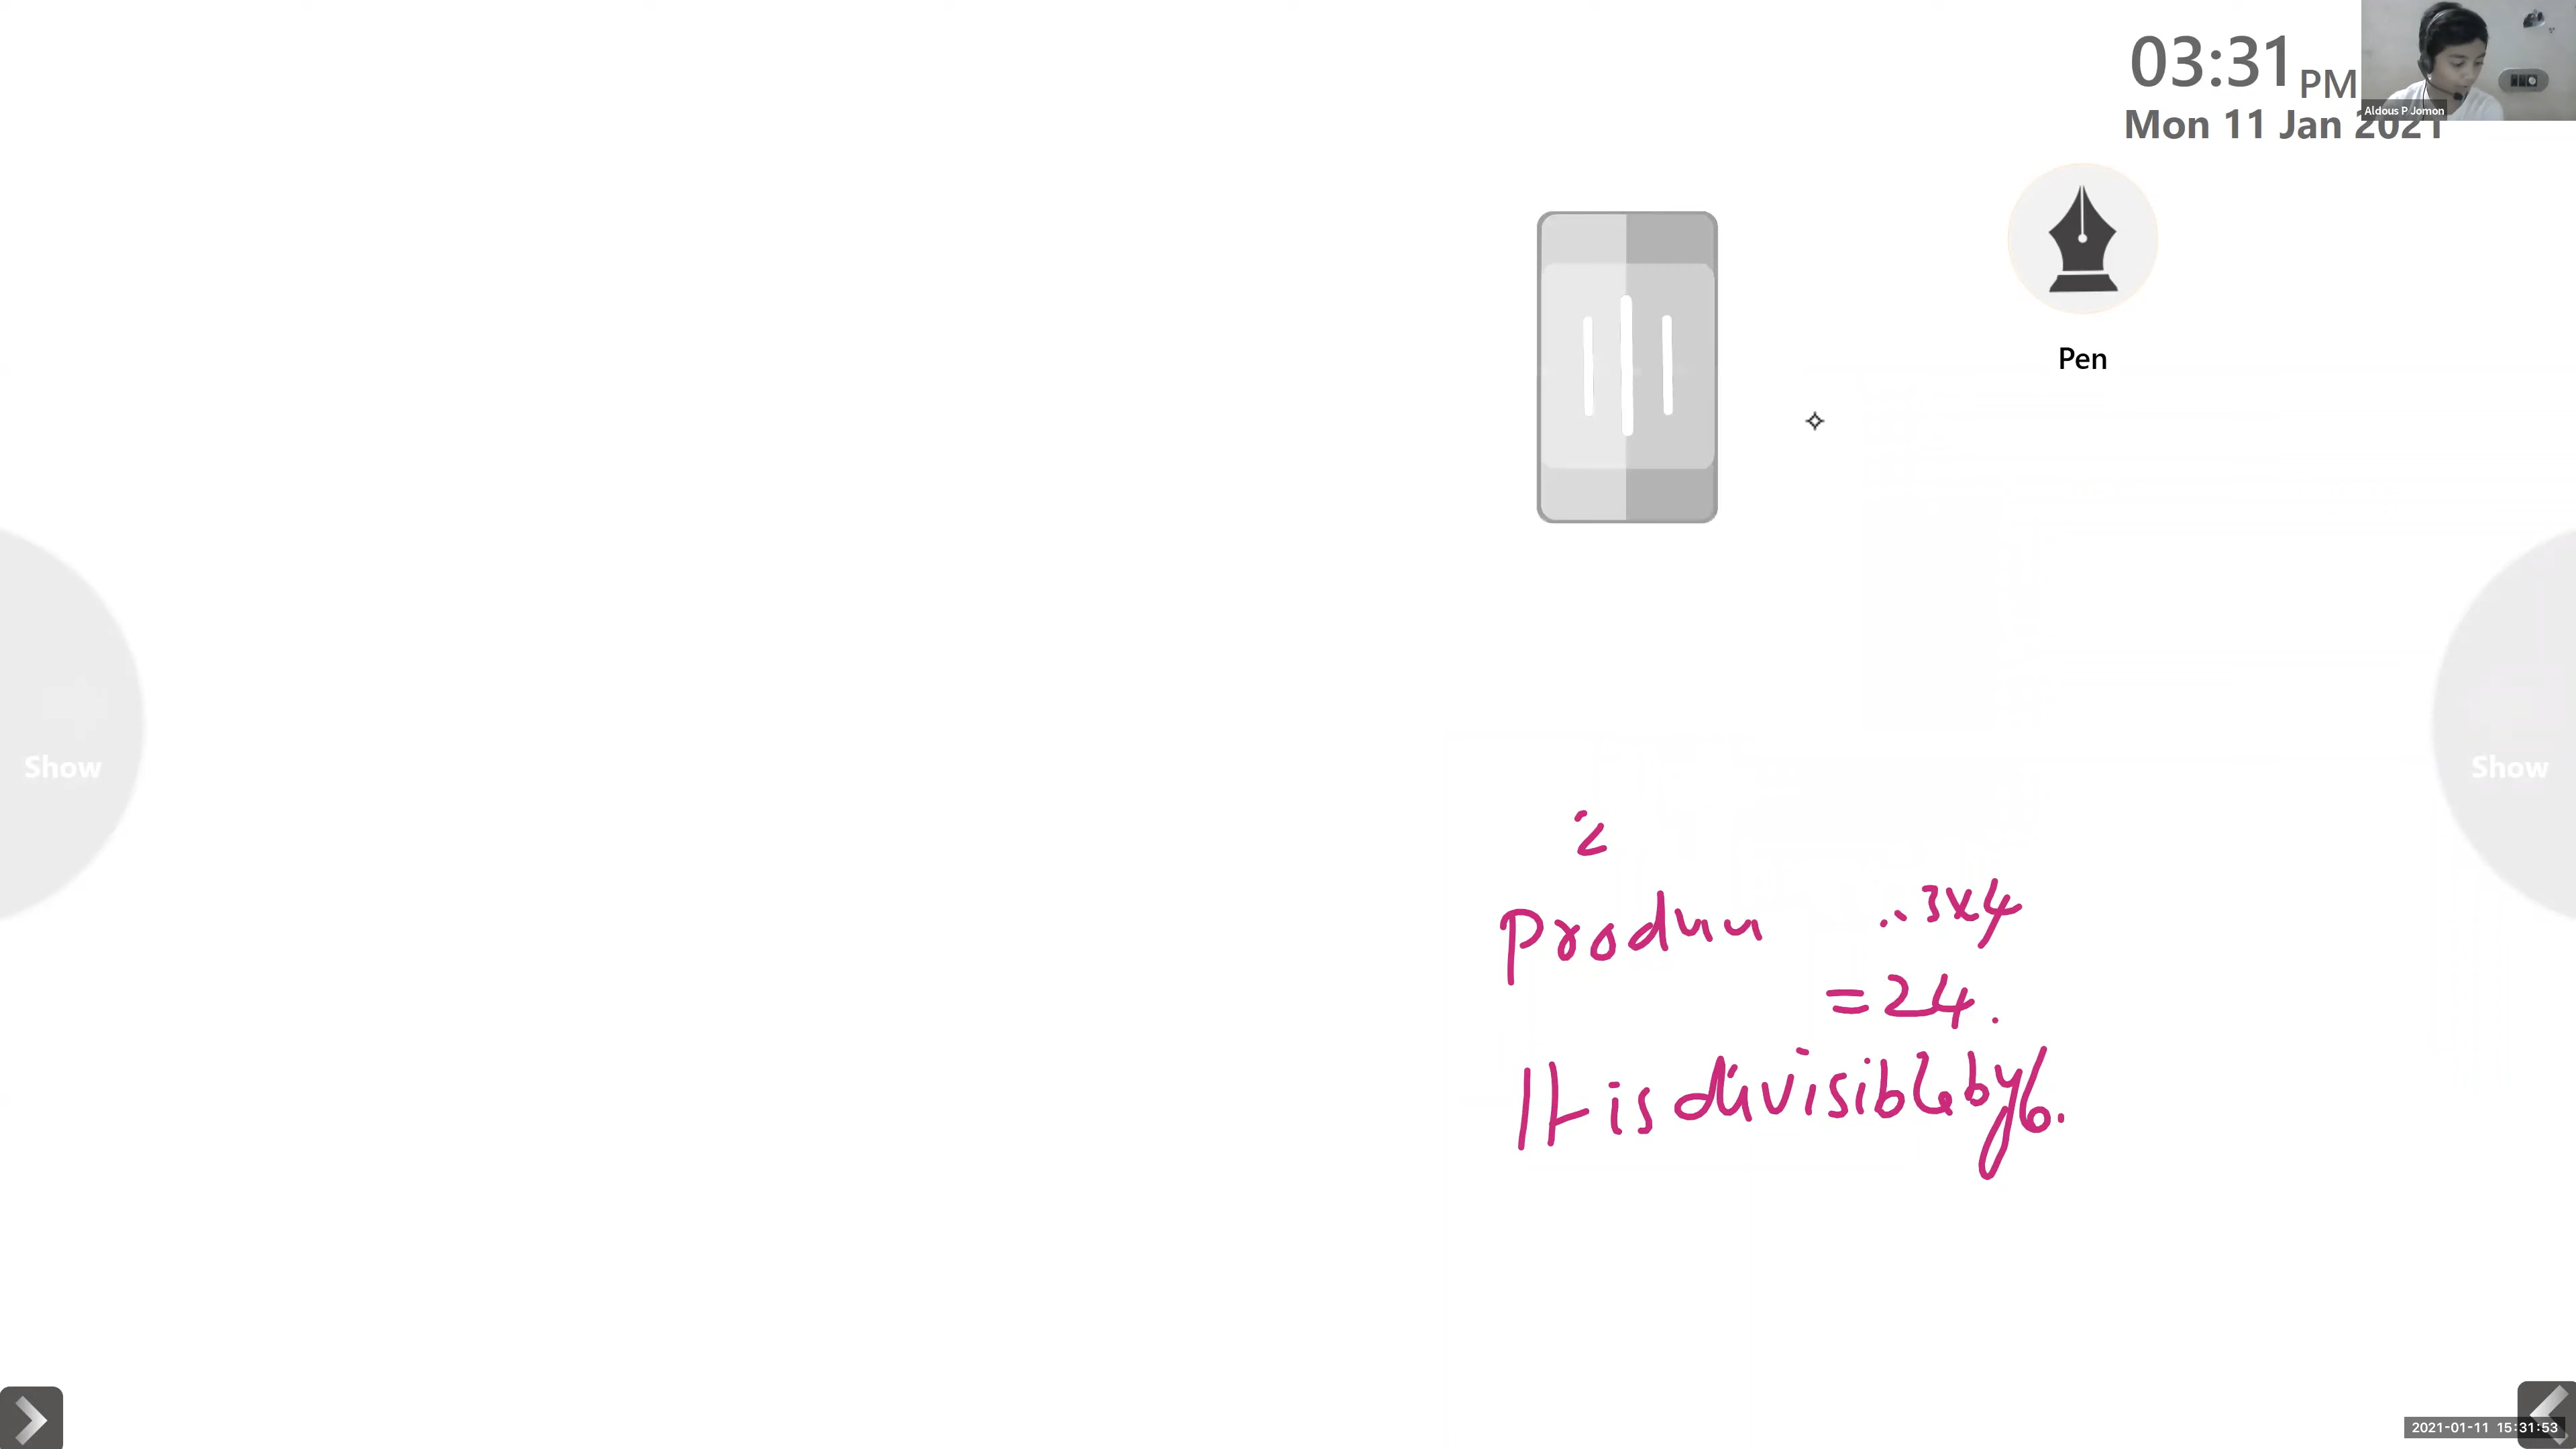 03:31 PM
Aldous P Jomon
Mon 11 Jan 2021
Pen
Show
Show
2
3x4
=24.
It is divisible by 6.
2021-01-11 15:31:53